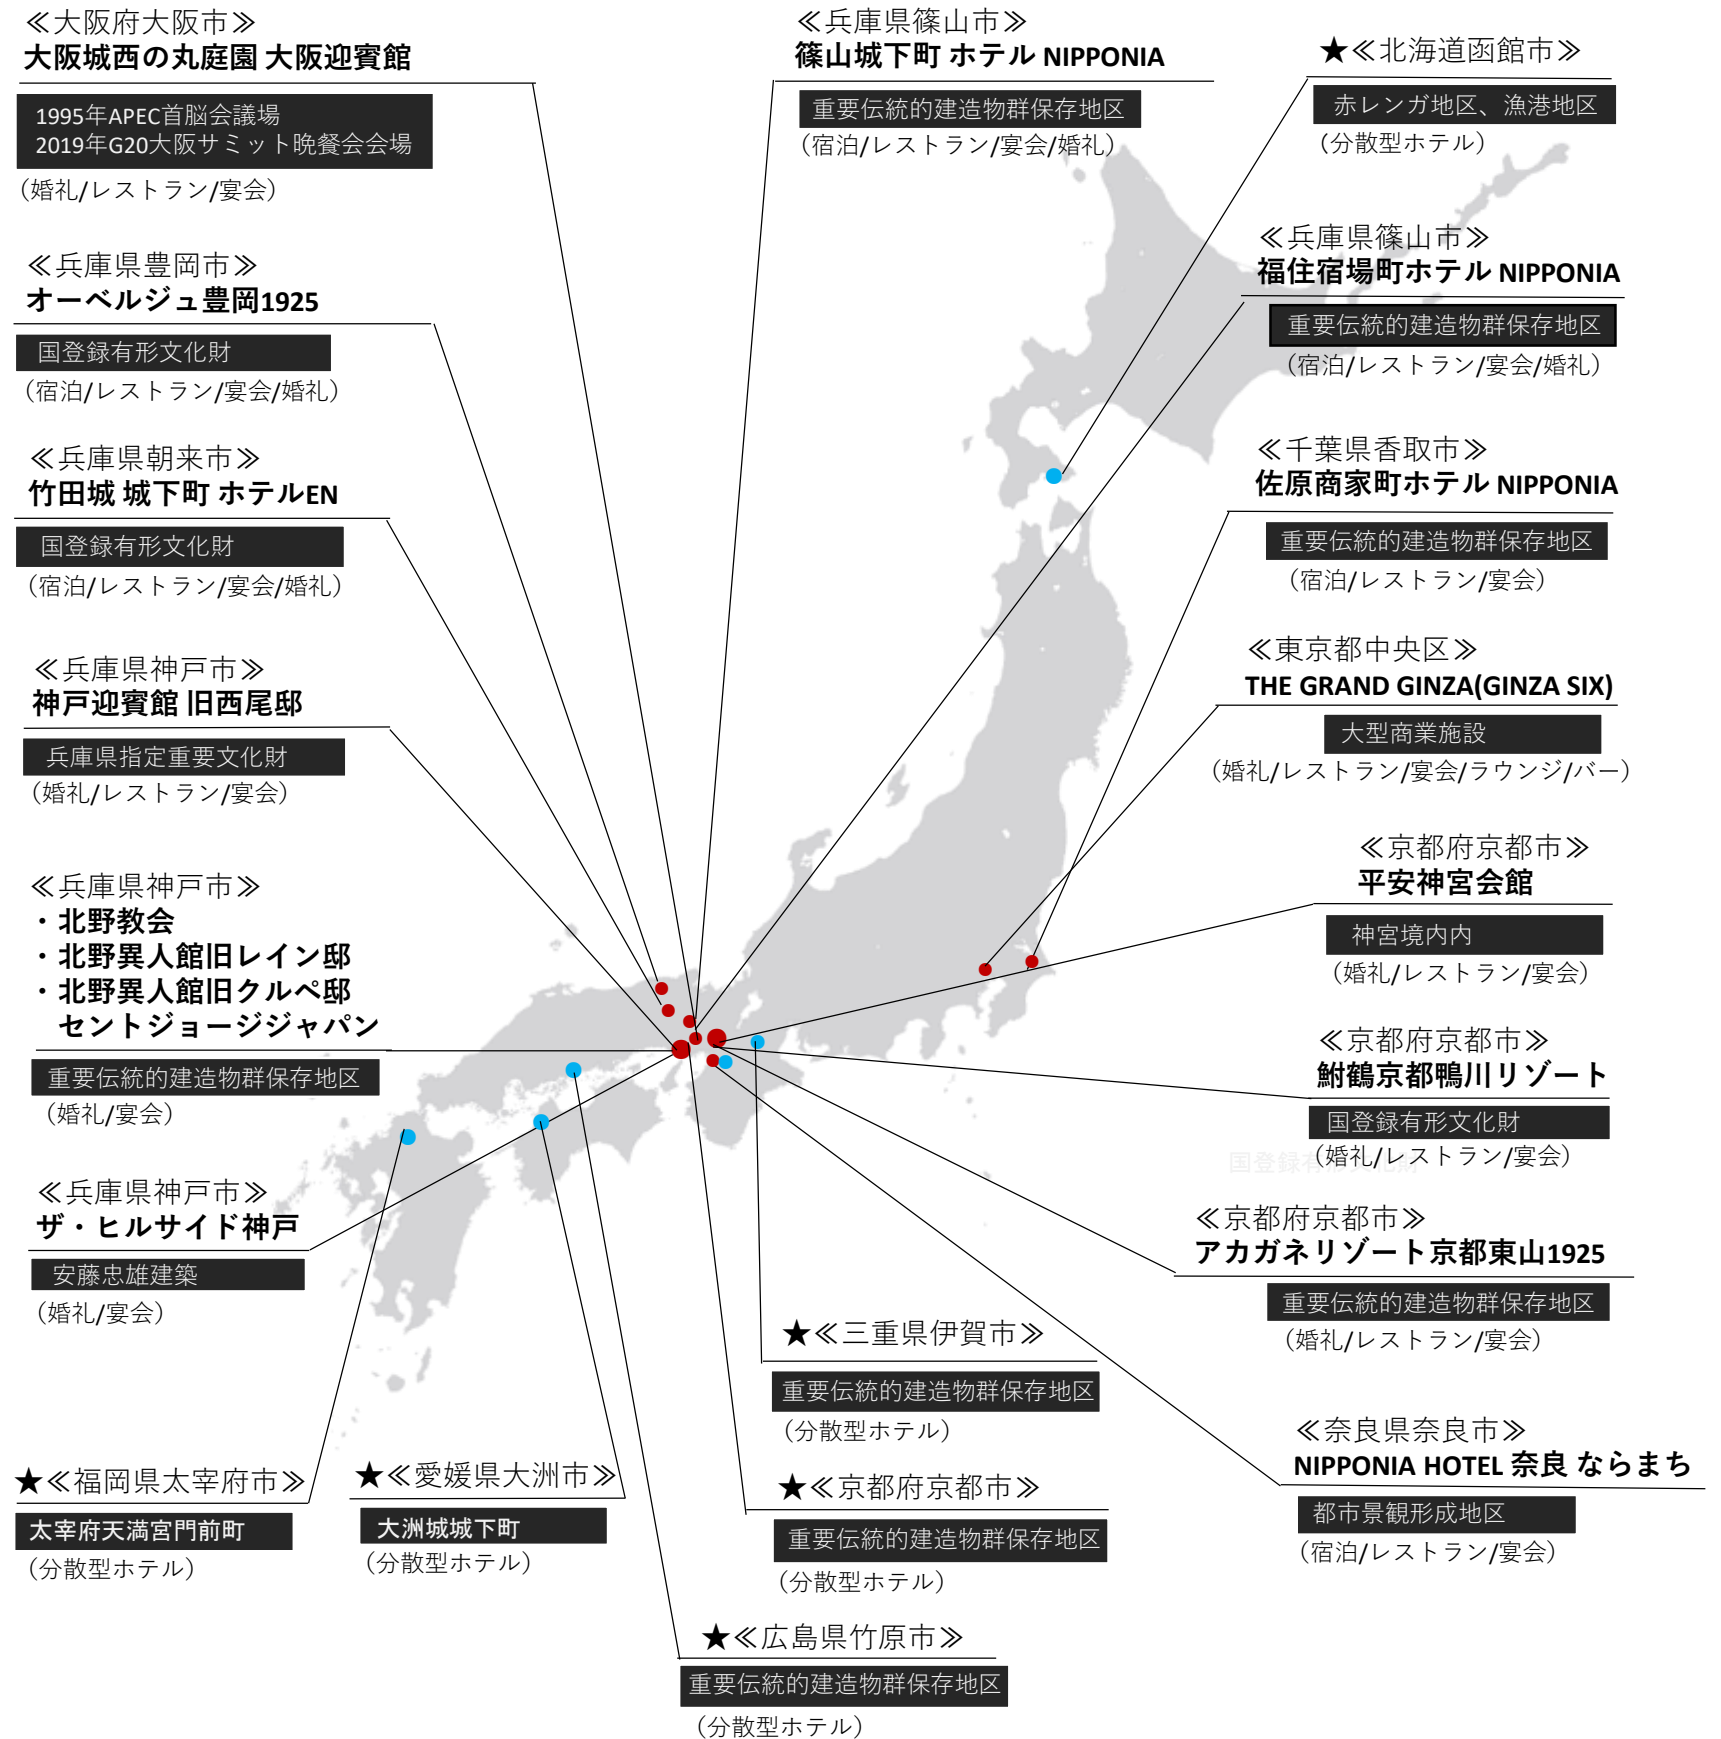 ≪大阪府大阪市≫
大阪城西の丸庭園 大阪迎賓館
1995年APEC首脳会議場
2019年G20大阪サミット晩餐会会場
（婚礼/レストラン/宴会）
≪兵庫県豊岡市≫
オーベルジュ豊岡1925
国登録有形文化財
（宿泊/レストラン/宴会/婚礼）
≪兵庫県朝来市≫
竹田城 城下町 ホテルEN
国登録有形文化財
（宿泊/レストラン/宴会/婚礼）
≪兵庫県神戸市≫
神戸迎賓館 旧西尾邸
兵庫県指定重要文化財
（婚礼/レストラン/宴会）
≪兵庫県神戸市≫
・北野教会
・北野異人館旧レイン邸
・北野異人館旧クルペ邸
セントジョージジャパン
重要伝統的建造物群保存地区
（婚礼/宴会）
≪兵庫県神戸市≫
ザ・ヒルサイド神戸
安藤忠雄建築
（婚礼/宴会）
★≪福岡県太宰府市≫
太宰府天満宮門前町
（分散型ホテル）
★≪愛媛県大洲市≫
大洲城城下町
（分散型ホテル）
≪兵庫県篠山市≫
篠山城下町 ホテル NIPPONIA
重要伝統的建造物群保存地区
（宿泊/レストラン/宴会/婚礼）
★≪北海道函館市≫
赤レンガ地区、漁港地区
（分散型ホテル）
≪兵庫県篠山市≫
福住宿場町ホテル NIPPONIA
重要伝統的建造物群保存地区
（宿泊/レストラン/宴会/婚礼）
≪千葉県香取市≫
佐原商家町ホテル NIPPONIA
重要伝統的建造物群保存地区
（宿泊/レストラン/宴会）
≪東京都中央区≫
THE GRAND GINZA(GINZA SIX)
大型商業施設
（婚礼/レストラン/宴会/ラウンジ/バー）
≪京都府京都市≫
平安神宮会館
神宮境内内
（婚礼/レストラン/宴会）
≪京都府京都市≫
鮒鶴京都鴨川リゾート
国登録有形文化財
（婚礼/レストラン/宴会）
国登録有形文化財
≪京都府京都市≫
アカガネリゾート京都東山1925
重要伝統的建造物群保存地区
（婚礼/レストラン/宴会）
≪奈良県奈良市≫
NIPPONIA HOTEL 奈良 ならまち
都市景観形成地区
（宿泊/レストラン/宴会）
★≪三重県伊賀市≫
重要伝統的建造物群保存地区
（分散型ホテル）
★≪京都府京都市≫
重要伝統的建造物群保存地区
（分散型ホテル）
★≪広島県竹原市≫
重要伝統的建造物群保存地区
（分散型ホテル）